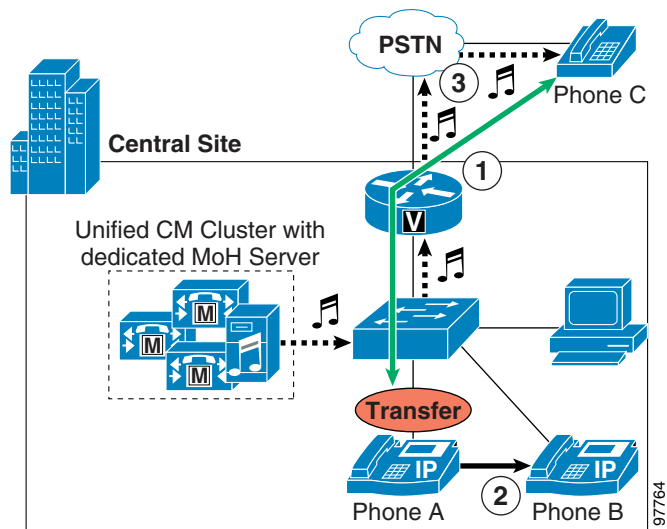 PSTN
3
Phone C
Central Site
1
V
Unified CM Cluster with
dedicated MoH Server
M
M
M
Transfer
IP
IP
2
Phone A
Phone B
97764